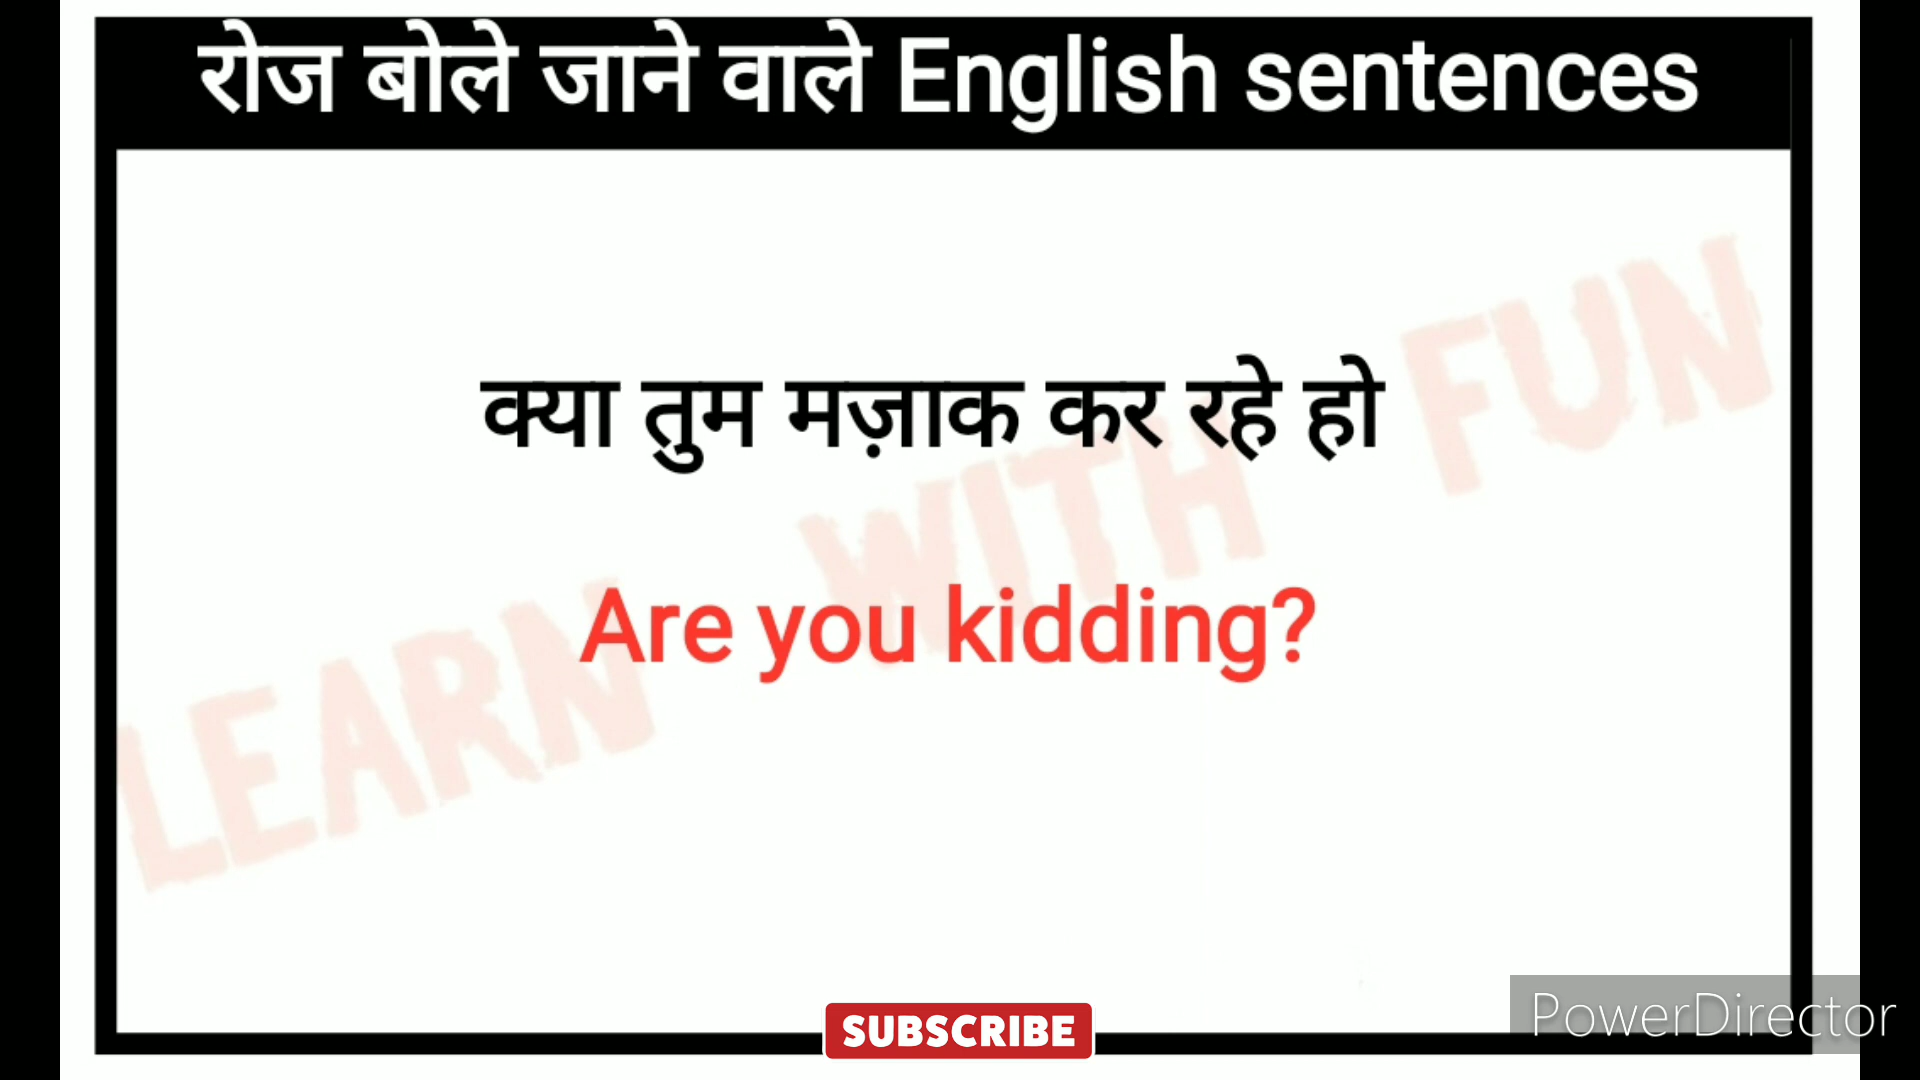 रोज बोले जाने वाले English sentences
क्या तुम मज़ाक कर रहे हो
Are you kidding?
LEARN WITH FUN
SUBSCRIBE
PowerDirector